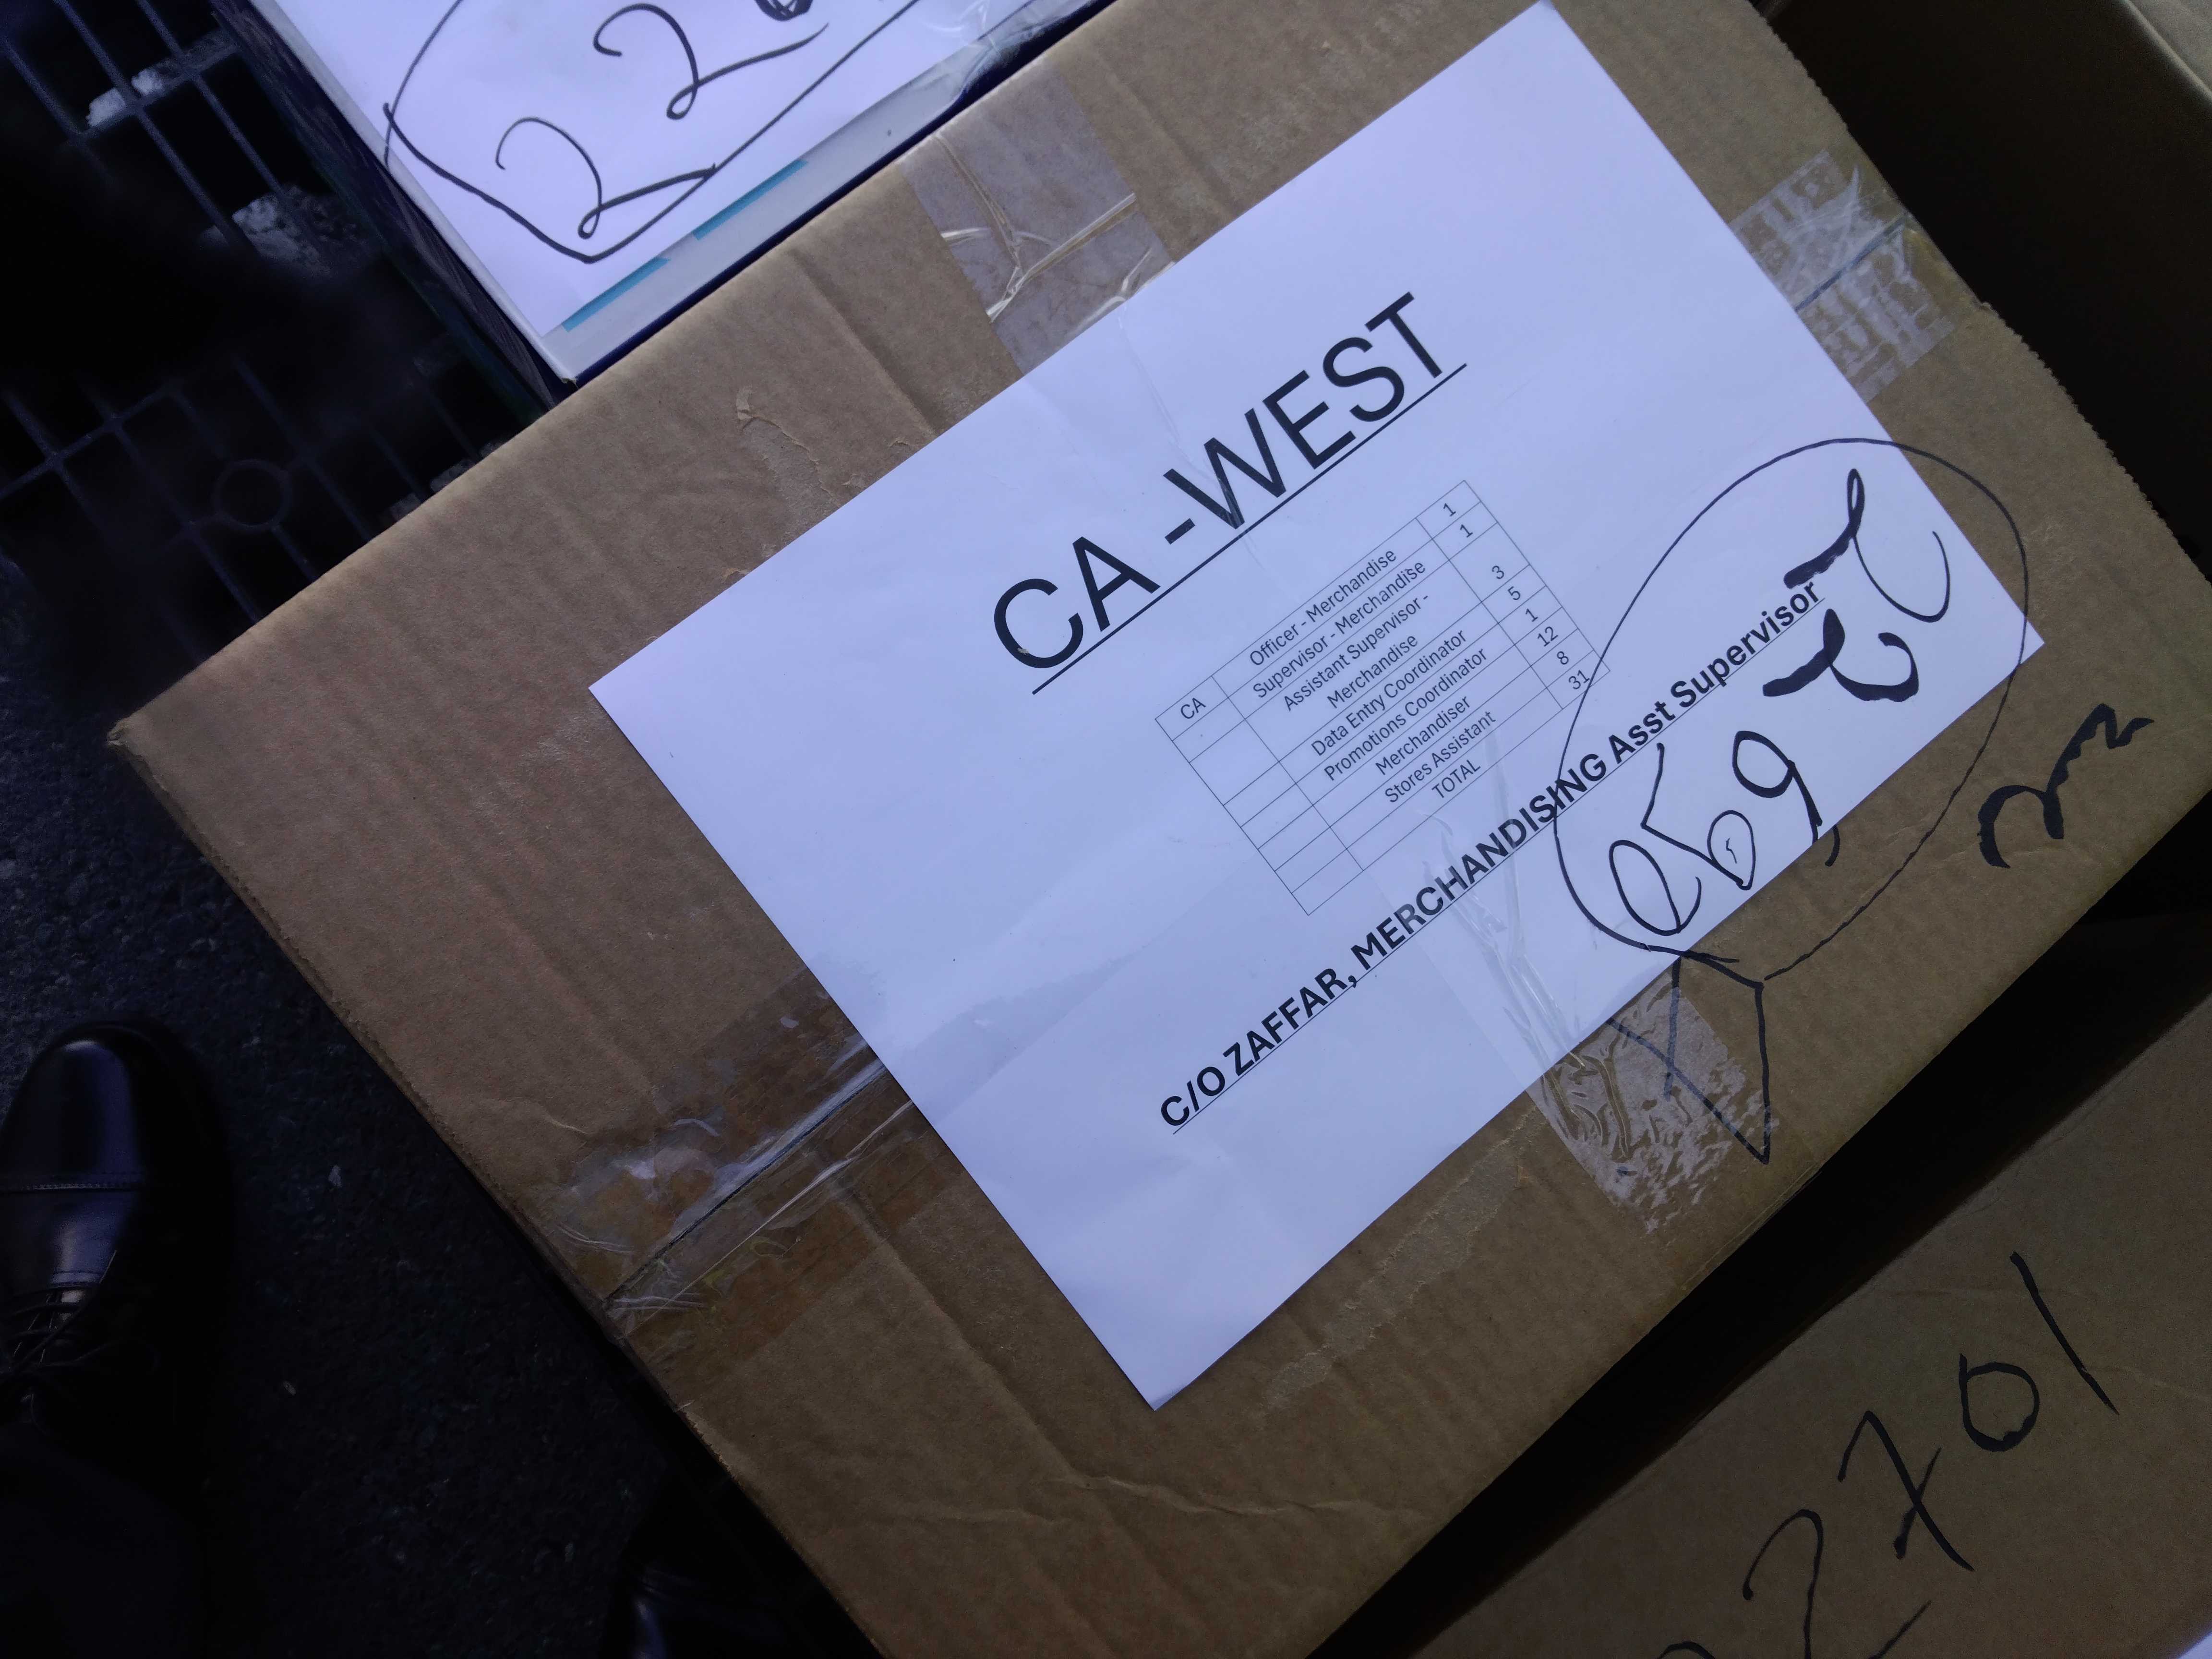 CA -WEST
CA Officer - Merchandise 1
Supervisor - Merchandise 1
Assistant Supervisor -
Merchandise 3
Data Entry Coordinator 5
Promotions Coordinator 1
Merchandiser 12
Stores Assistant 8
TOTAL 31
C/O ZAFFAR, MERCHANDISING Asst Supervisor
2701